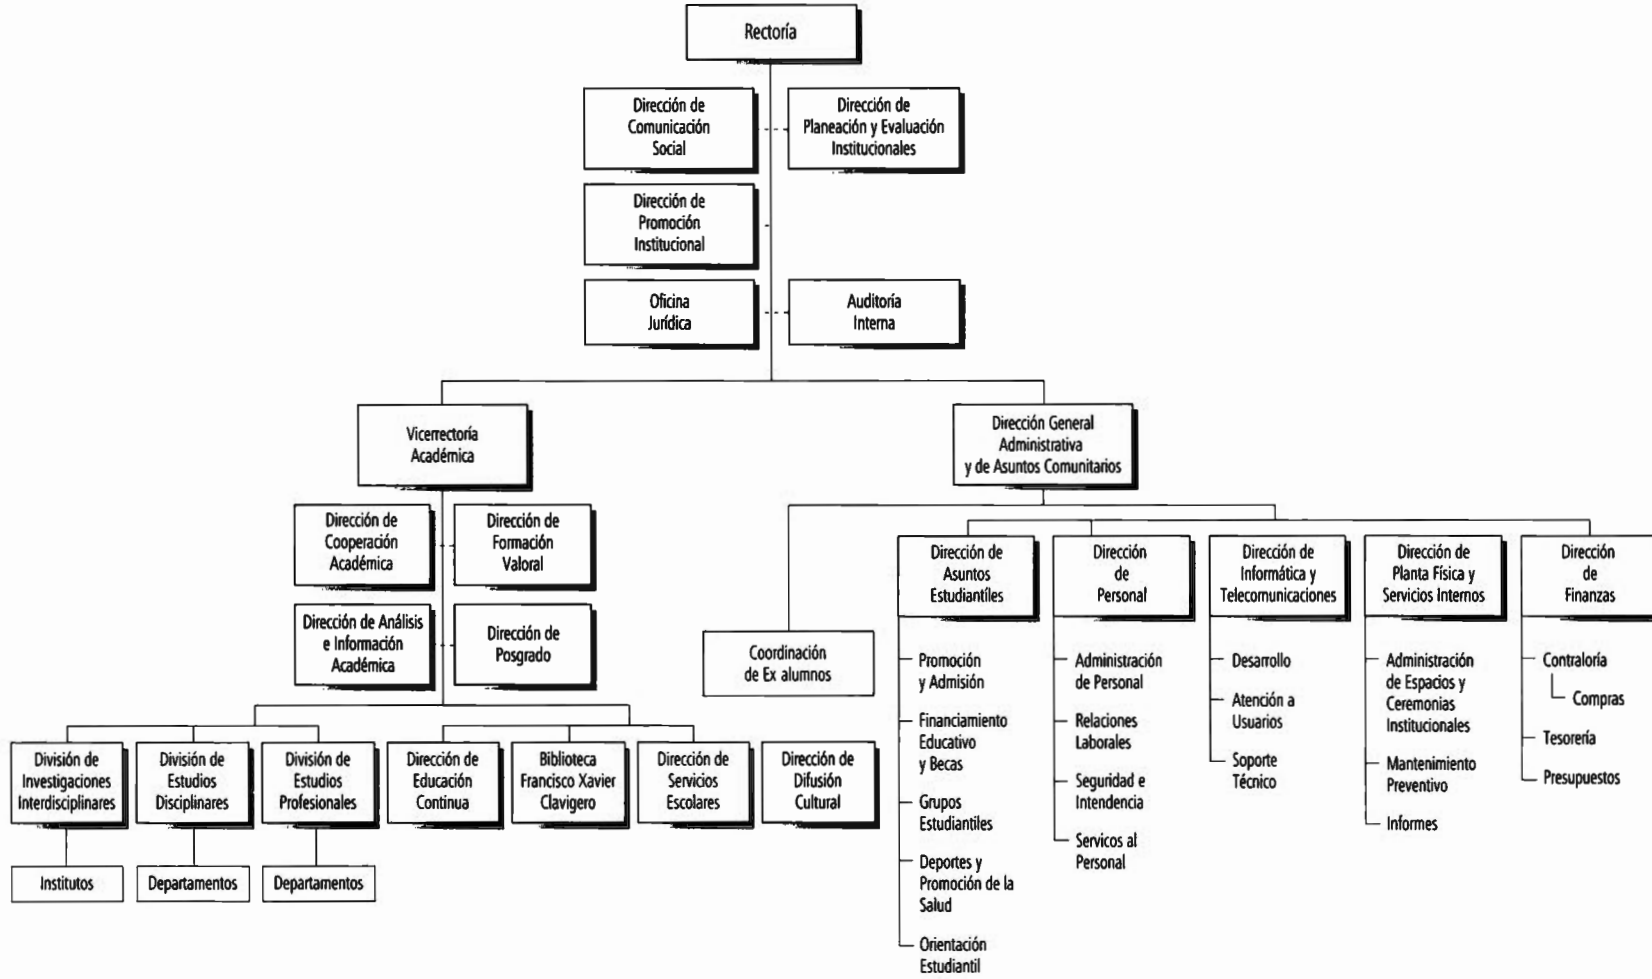 Rectoría
Dirección de
Comunicación
Social
Dirección de
Planeación y Evaluación
Institucionales
Dirección de
Promoción
Institucional
Oficina
Jurídica
Auditoría
Interna
Vicerrectoría
Académica
Dirección General
Administrativa
y de Asuntos Comunitarios
Dirección de
Cooperación
Académica
Dirección de
Formación
Valoral
Dirección de Análisis
e Información
Académica
Dirección de
Posgrado
División de
Investigaciones
Interdisciplinares
División de
Estudios
Disciplinares
División de
Estudios
Profesionales
Dirección de
Educación
Continua
Biblioteca
Francisco Xavier
Clavigero
Dirección de
Servicios
Escolares
Dirección de
Difusión
Cultural
Institutos
Departamentos
Departamentos
Coordinación
de Ex alumnos
Dirección de
Asuntos
Estudiantíles
Promoción
y Admisión
Financiamiento
Educativo
y Becas
Grupos
Estudiantiles
Deportes y
Promoción de la
Salud
Orientación
Estudiantil
Dirección
de
Personal
Administración
de Personal
Relaciones
Laborales
Seguridad e
Intendencia
Servicos al
Personal
Dirección de
Informática y
Telecomunicaciones
Desarrollo
Atención a
Usuarios
Soporte
Técnico
Dirección de
Planta Física y
Servicios Internos
Administración
de Espacios y
Ceremonias
Institucionales
Mantenimiento
Preventivo
Informes
Dirección
de
Finanzas
Contraloría
Compras
Tesorería
Presupuestos